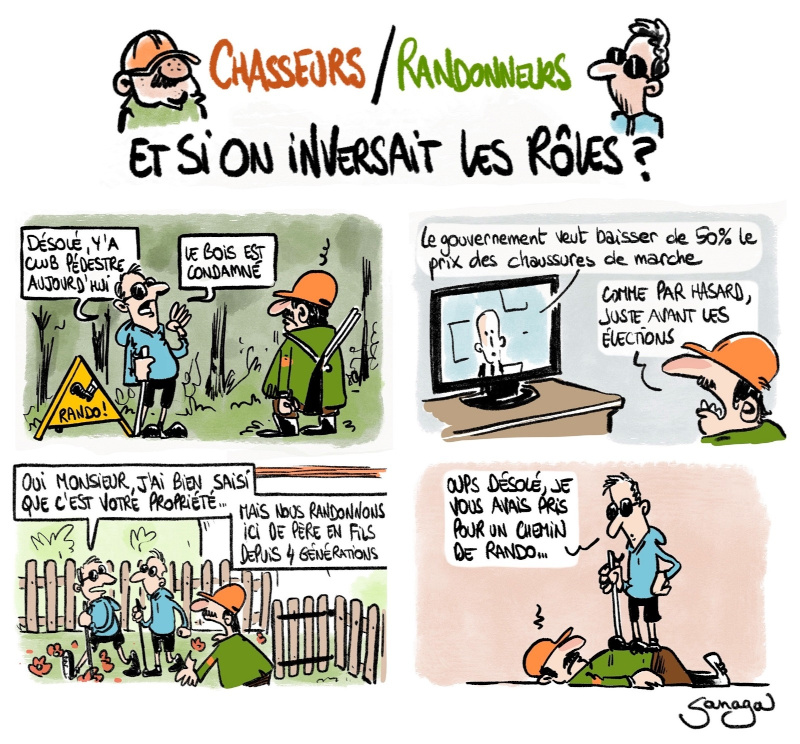 CHASSEURS / RANDONNEURS
ET SI ON INVERSAIT LES RÔLES ?
DÉSOLÉ, Y'A
CLUB PÉDESTRE
AUJOURD'HUI
LE BOIS EST
CONDAMNÉ
RANDO!
Le gouvernement veut baisser de 50% le
prix des chaussures de marche
COMME PAR HASARD,
JUSTE AVANT LES
ÉLECTIONS
OUI MONSIEUR, J'AI BIEN SAISI
QUE C'EST VOTRE PROPRIÉTÉ...
MAIS NOUS RANDONNONS
ICI DE PÈRE EN FILS
DEPUIS 4 GÉNÉRATIONS
OUPS DÉSOLÉ, JE
VOUS AVAIS PRIS
POUR UN CHEMIN
DE RANDO...
Sanaga